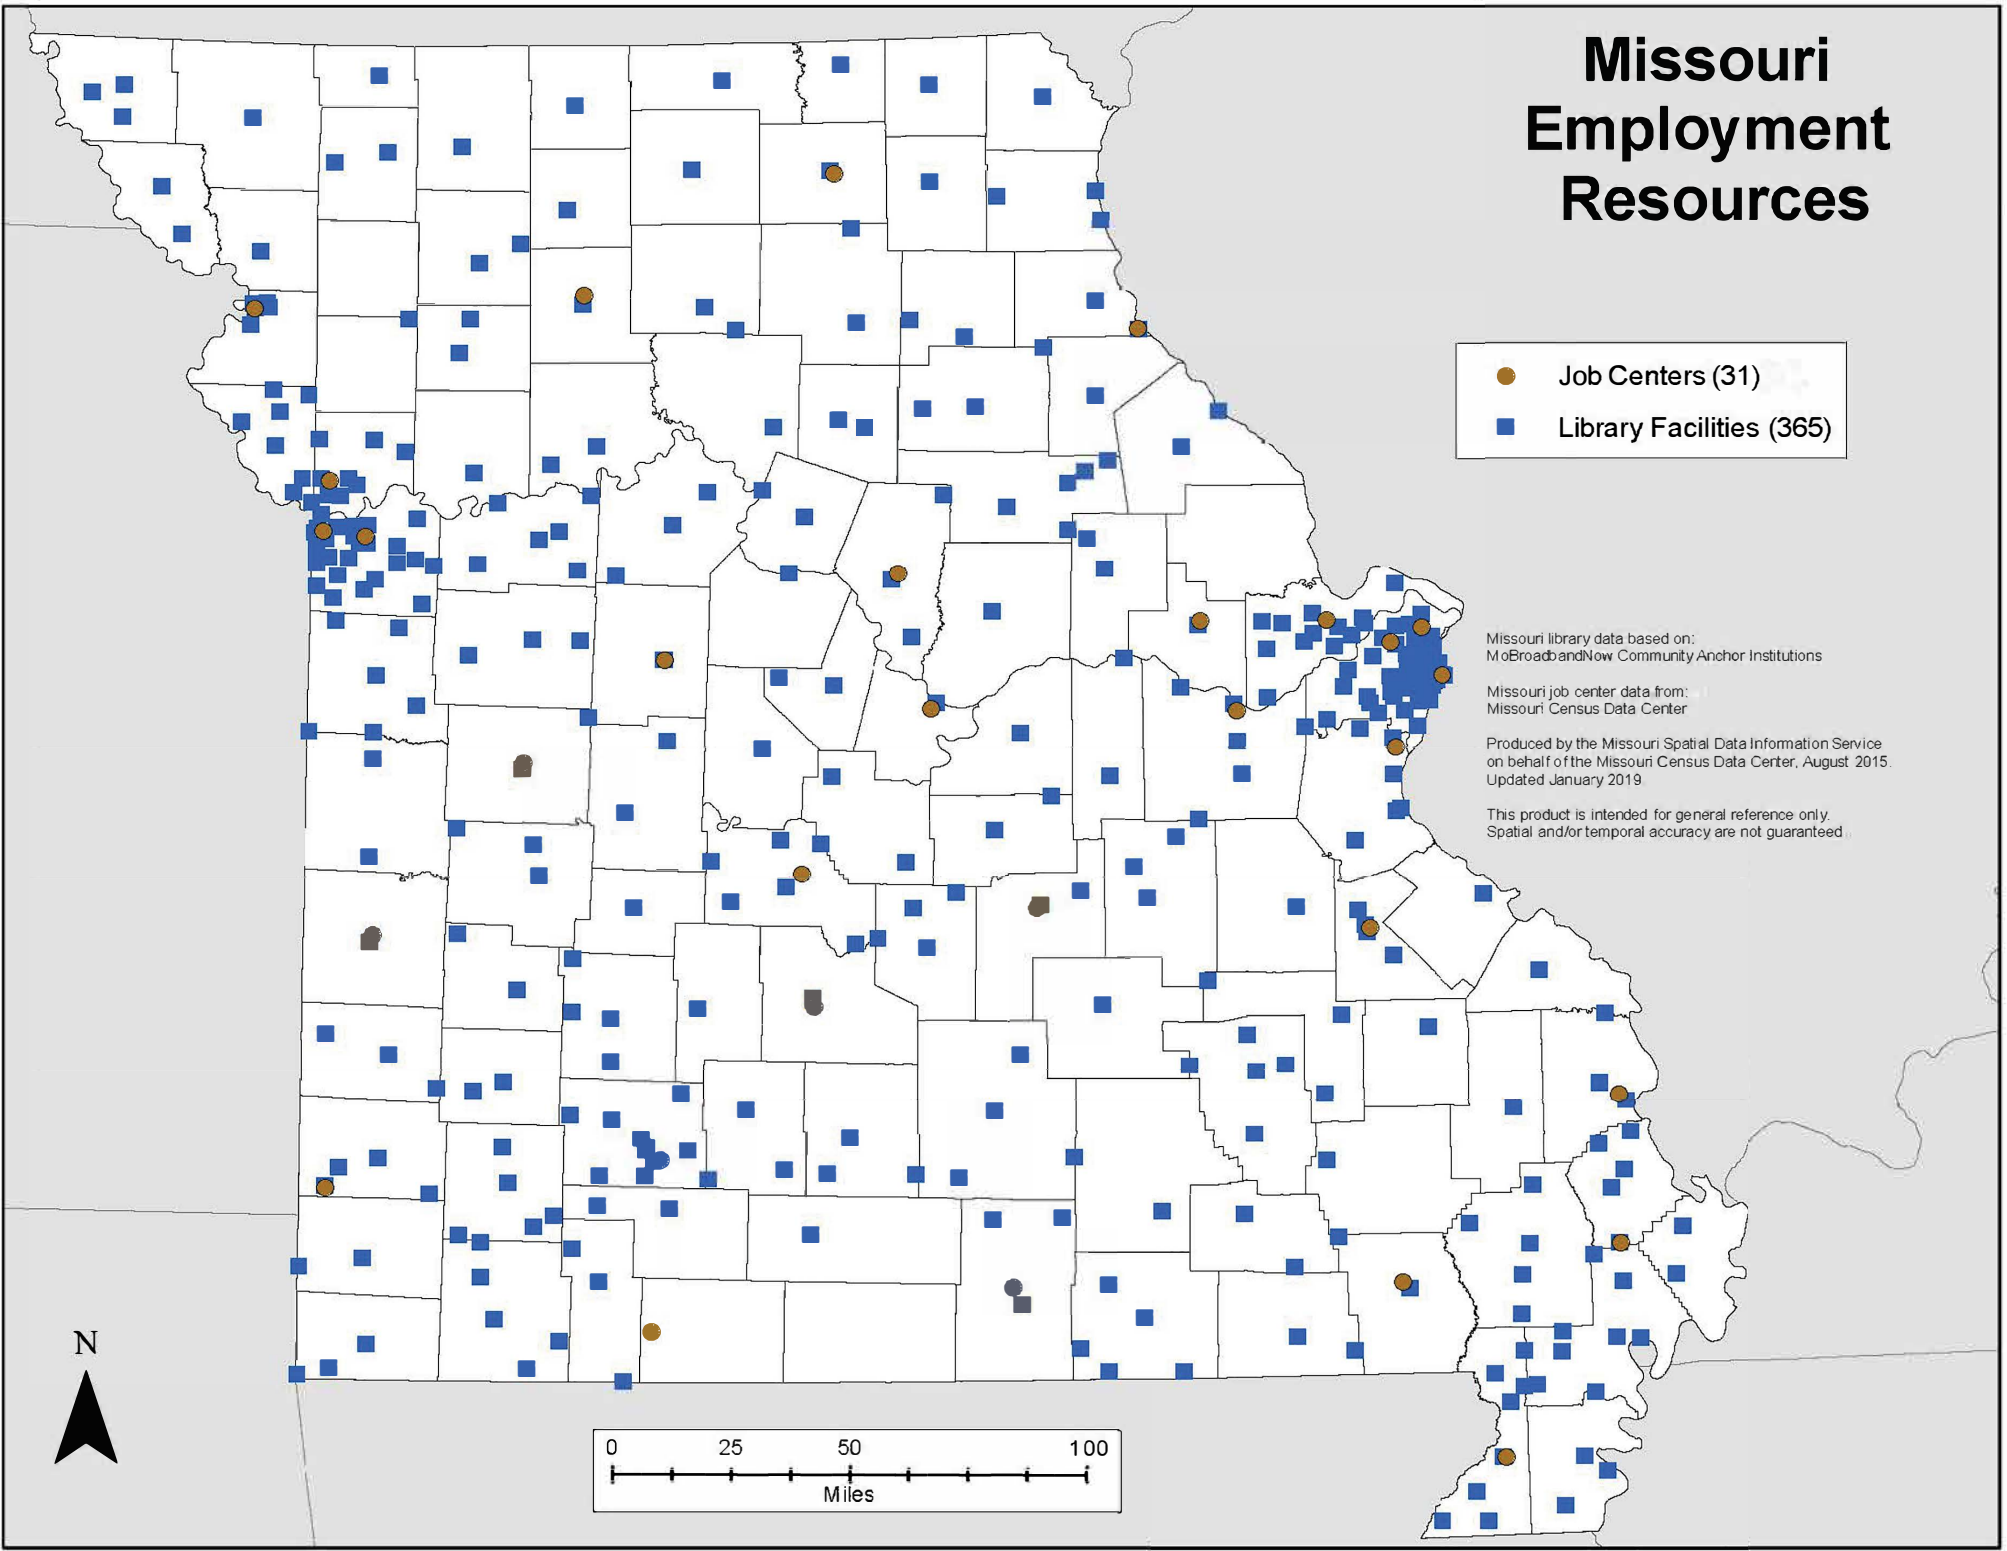 Missouri
Employment
Resources
Job Centers (31)
Library Facilities (365)
Missouri library data based on:
MoBroadbandNow Community Anchor Institutions
Missouri job center data from:
Missouri Census Data Center
Produced by the Missouri Spatial Data Information Service
on behalf of the Missouri Census Data Center, August 2015.
Updated January 2019
This product is intended for general reference only.
Spatial and/or temporal accuracy are not guaranteed
N
0 25 50 100
Miles